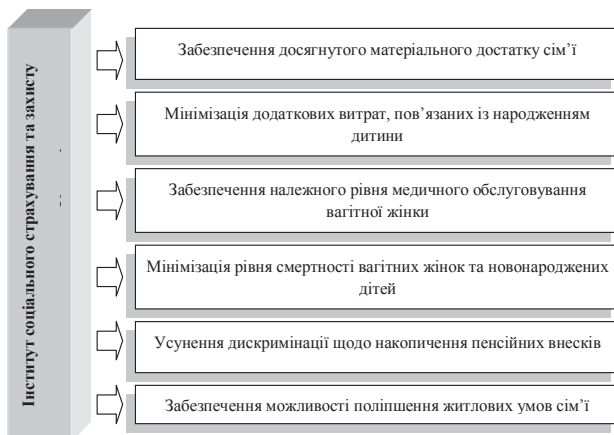 Інститут соціального страхування та захисту
Забезпечення досягнутого матеріального достатку сім’ї
Мінімізація додаткових витрат, пов’язаних із народженням
дитини
Забезпечення належного рівня медичного обслуговування
вагітної жінки
Мінімізація рівня смертності вагітних жінок та новонароджених
дітей
Усунення дискримінації щодо накопичення пенсійних внесків
Забезпечення можливості поліпшення житлових умов сім’ї